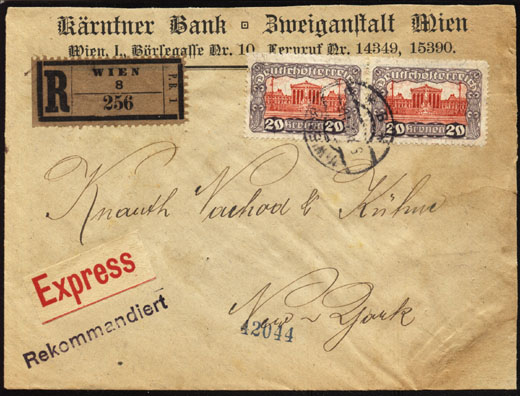 Kärntner Bank Zweiganstalt Wien
Wien, I., Börsegasse Nr. 10. Fernruf Nr. 14349, 15390.
R
WIEN
8
256
Deutschösterreich
20 Kronen 20
Deutschösterreich
20 Kronen 20
Knauth Nachod & Kühne
Express
Rekommandiert
New York
42044